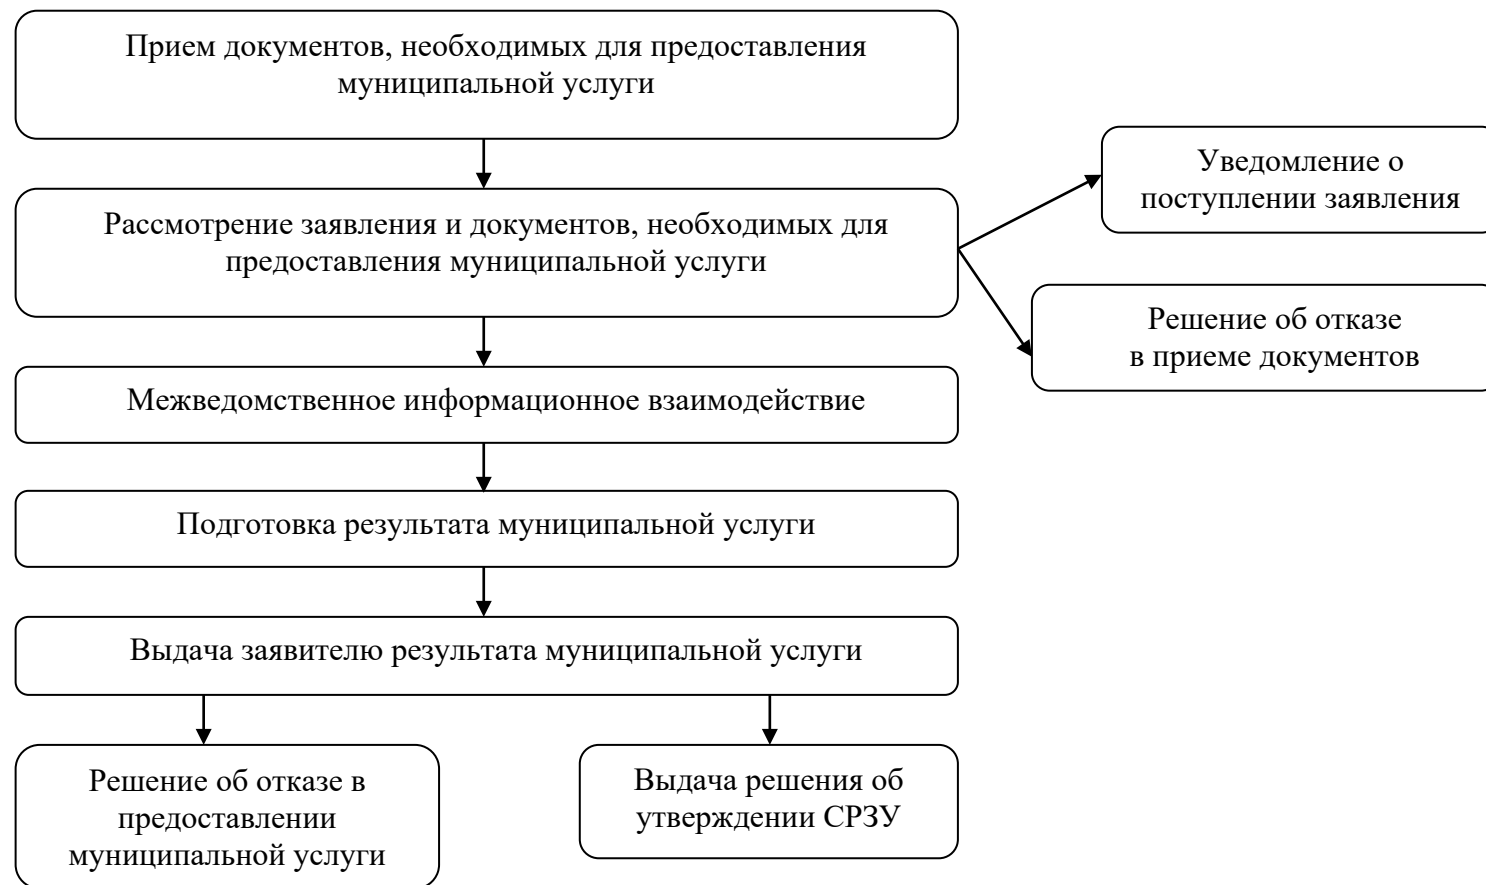 Прием документов, необходимых для предоставления
муниципальной услуги
Уведомление о
поступлении заявления
Рассмотрение заявления и документов, необходимых для
предоставления муниципальной услуги
Решение об отказе
в приеме документов
Межведомственное информационное взаимодействие
Подготовка результата муниципальной услуги
Выдача заявителю результата муниципальной услуги
Решение об отказе в
предоставлении
муниципальной услуги
Выдача решения об
утверждении СРЗУ